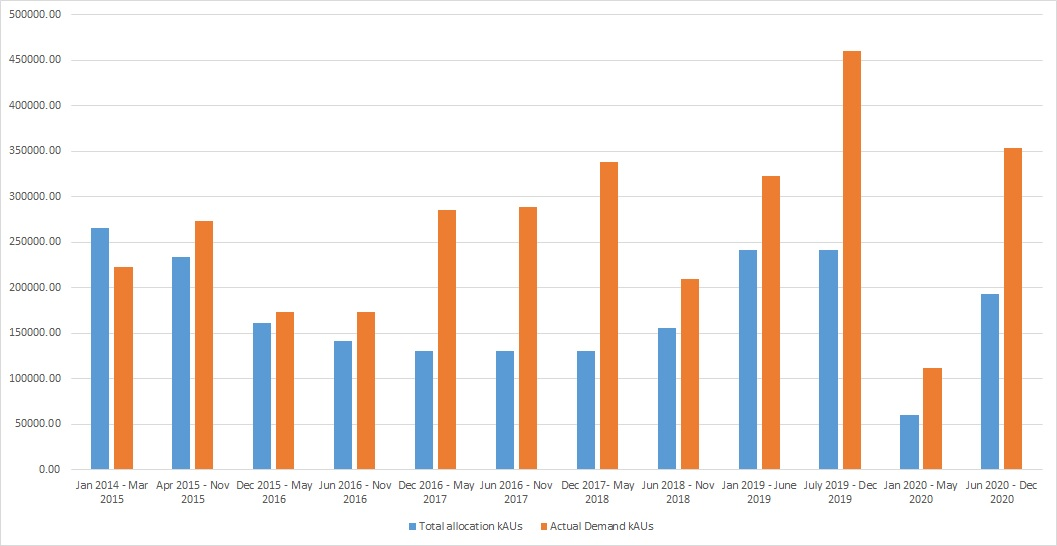 500000.00
450000.00
400000.00
350000.00
300000.00
250000.00
200000.00
150000.00
100000.00
50000.00
0.00
Jan 2014 - Mar
2015
Apr 2015 - Nov
2015
Dec 2015 - May
2016
Jun 2016 - Nov
2016
Dec 2016 - May
2017
Jun 2016 - Nov
2017
Dec 2017- May
2018
Jun 2018 - Nov
2018
Jan 2019 - June
2019
July 2019 - Dec
2019
Jan 2020 - May
2020
Jun 2020 - Dec
2020
Total allocation kAUs
Actual Demand kAUs